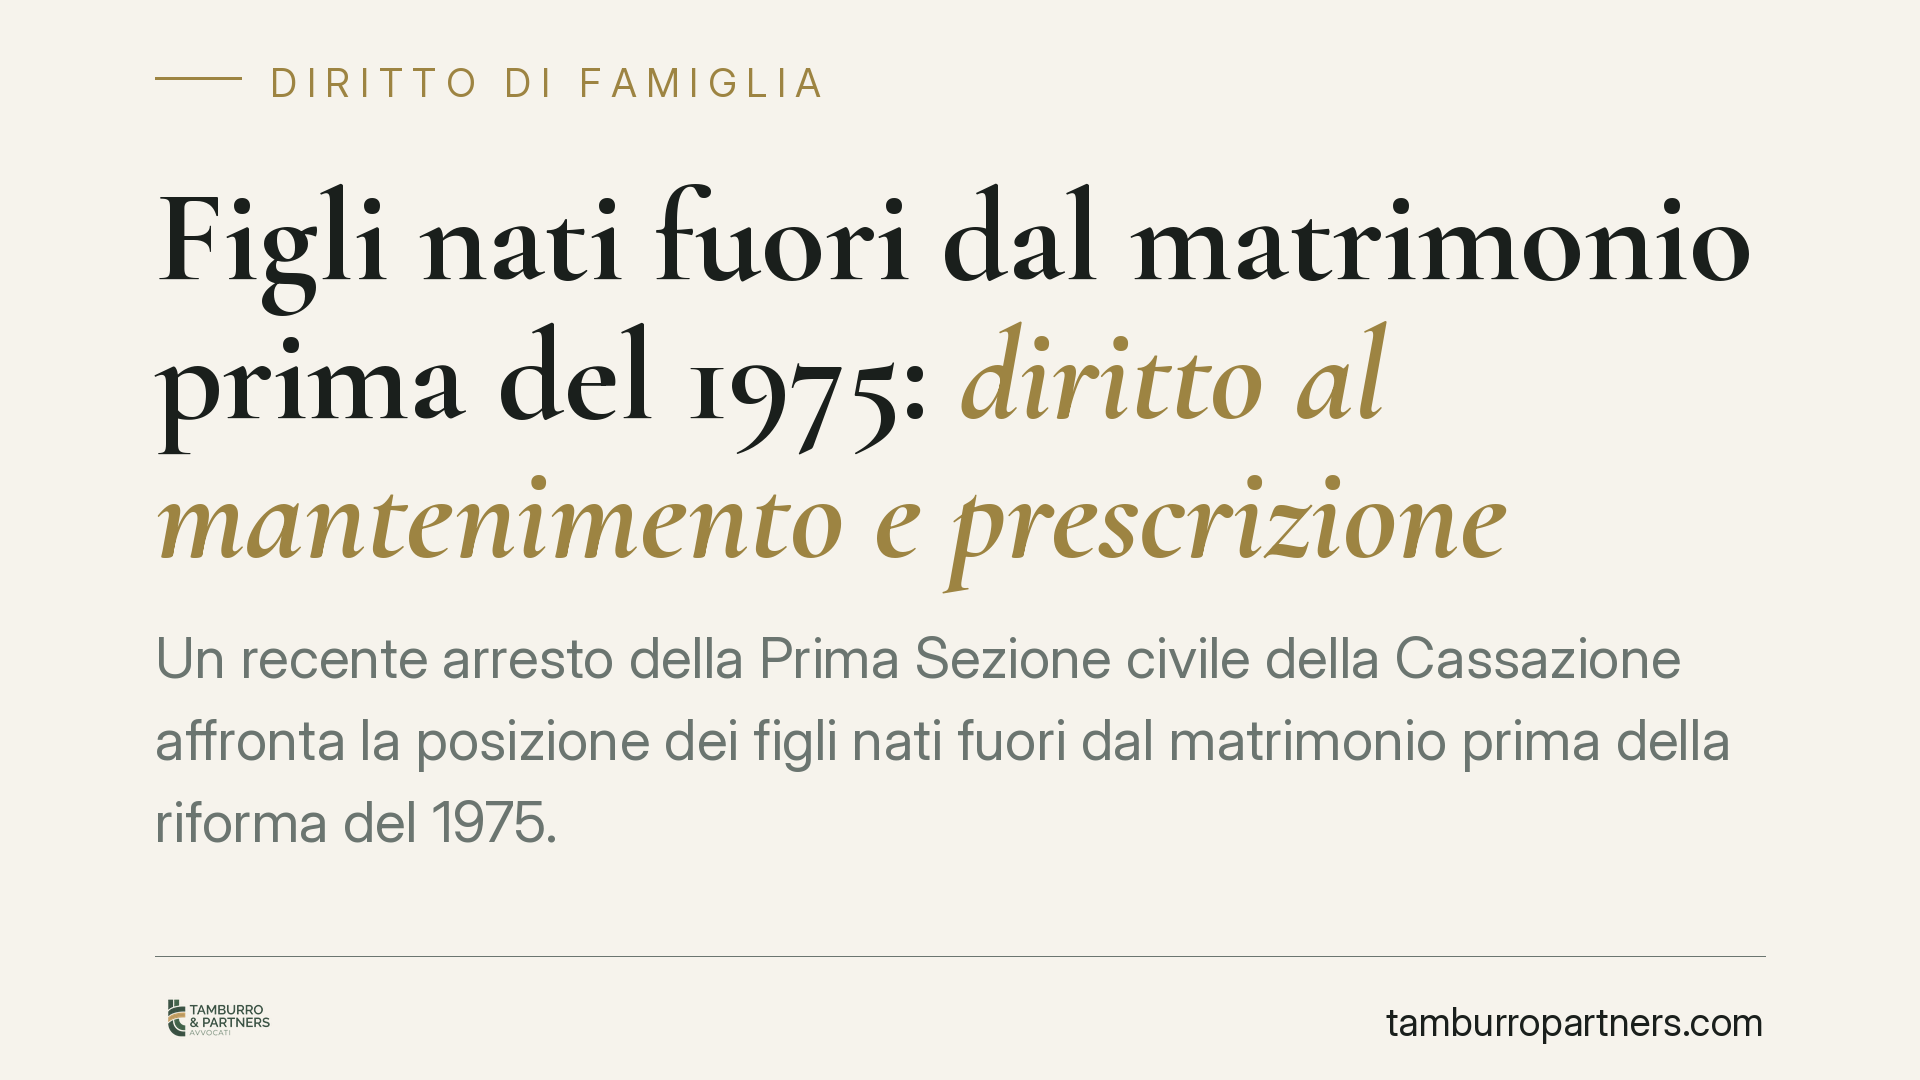 DIRITTO DI FAMIGLIA
Figli nati fuori dal matrimonio
prima del 1975: diritto al
mantenimento e prescrizione
Un recente arresto della Prima Sezione civile della Cassazione
affronta la posizione dei figli nati fuori dal matrimonio prima della
riforma del 1975.
TAMBURRO
& PARTNERS
AVVOCATI
tamburropartners.com